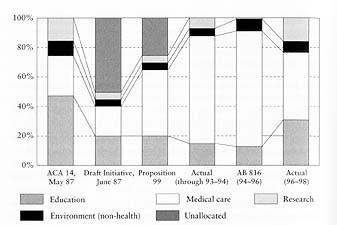 100%
80%
60%
40%
20%
0%
ACA 14, Draft Initiative, Proposition Actual AB 816 Actual
May 87 June 87 99 (through 93–94) (94–96) (96–98)
Education Medical care Research
Environment (non-health) Unallocated